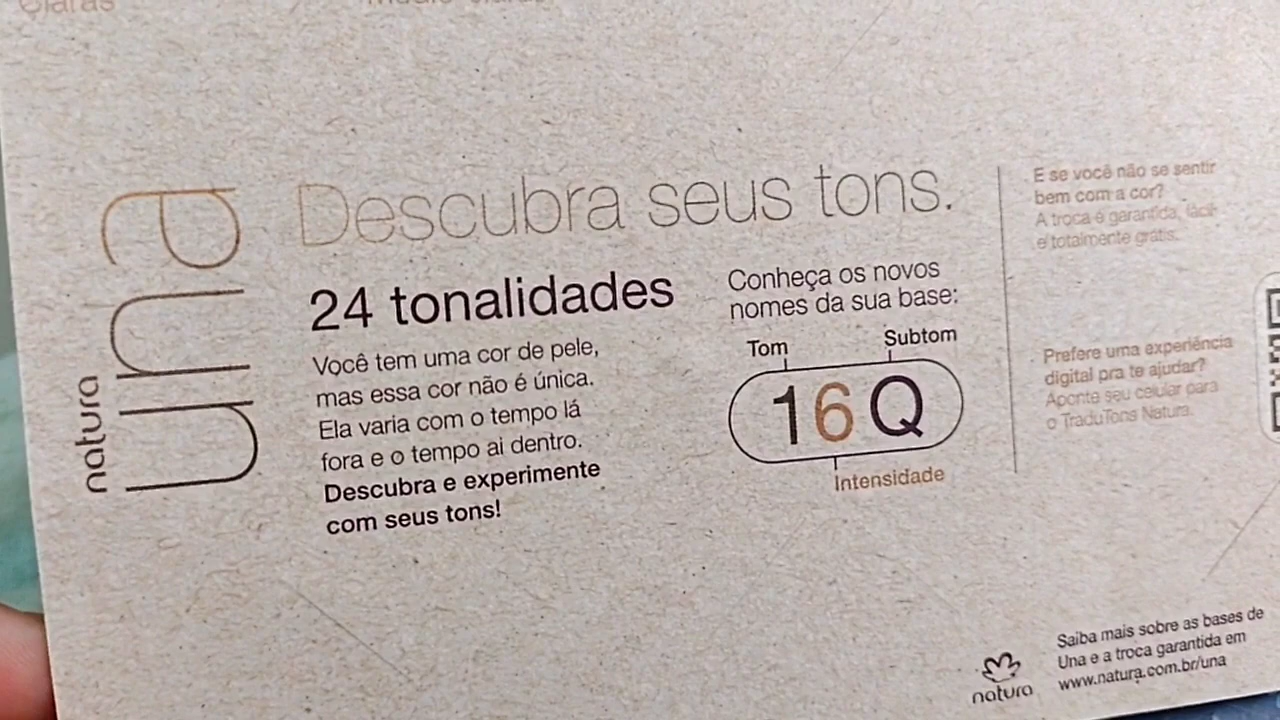 Claras
natura
una
Descubra seus tons.
24 tonalidades
Você tem uma cor de pele,
mas essa cor não é única.
Ela varia com o tempo lá
fora e o tempo ai dentro.
Descubra e experimente
com seus tons!
Conheça os novos
nomes da sua base:
Tom
Subtom
16Q
Intensidade
E se você não se sentir
bem com a cor?
A troca é garantida, fácil
e totalmente grátis.
Prefere uma experiência
digital pra te ajudar?
Aponte seu celular para
o TraduTons Natura.
natura
Saiba mais sobre as bases de
Una e a troca garantida em
www.natura.com.br/una